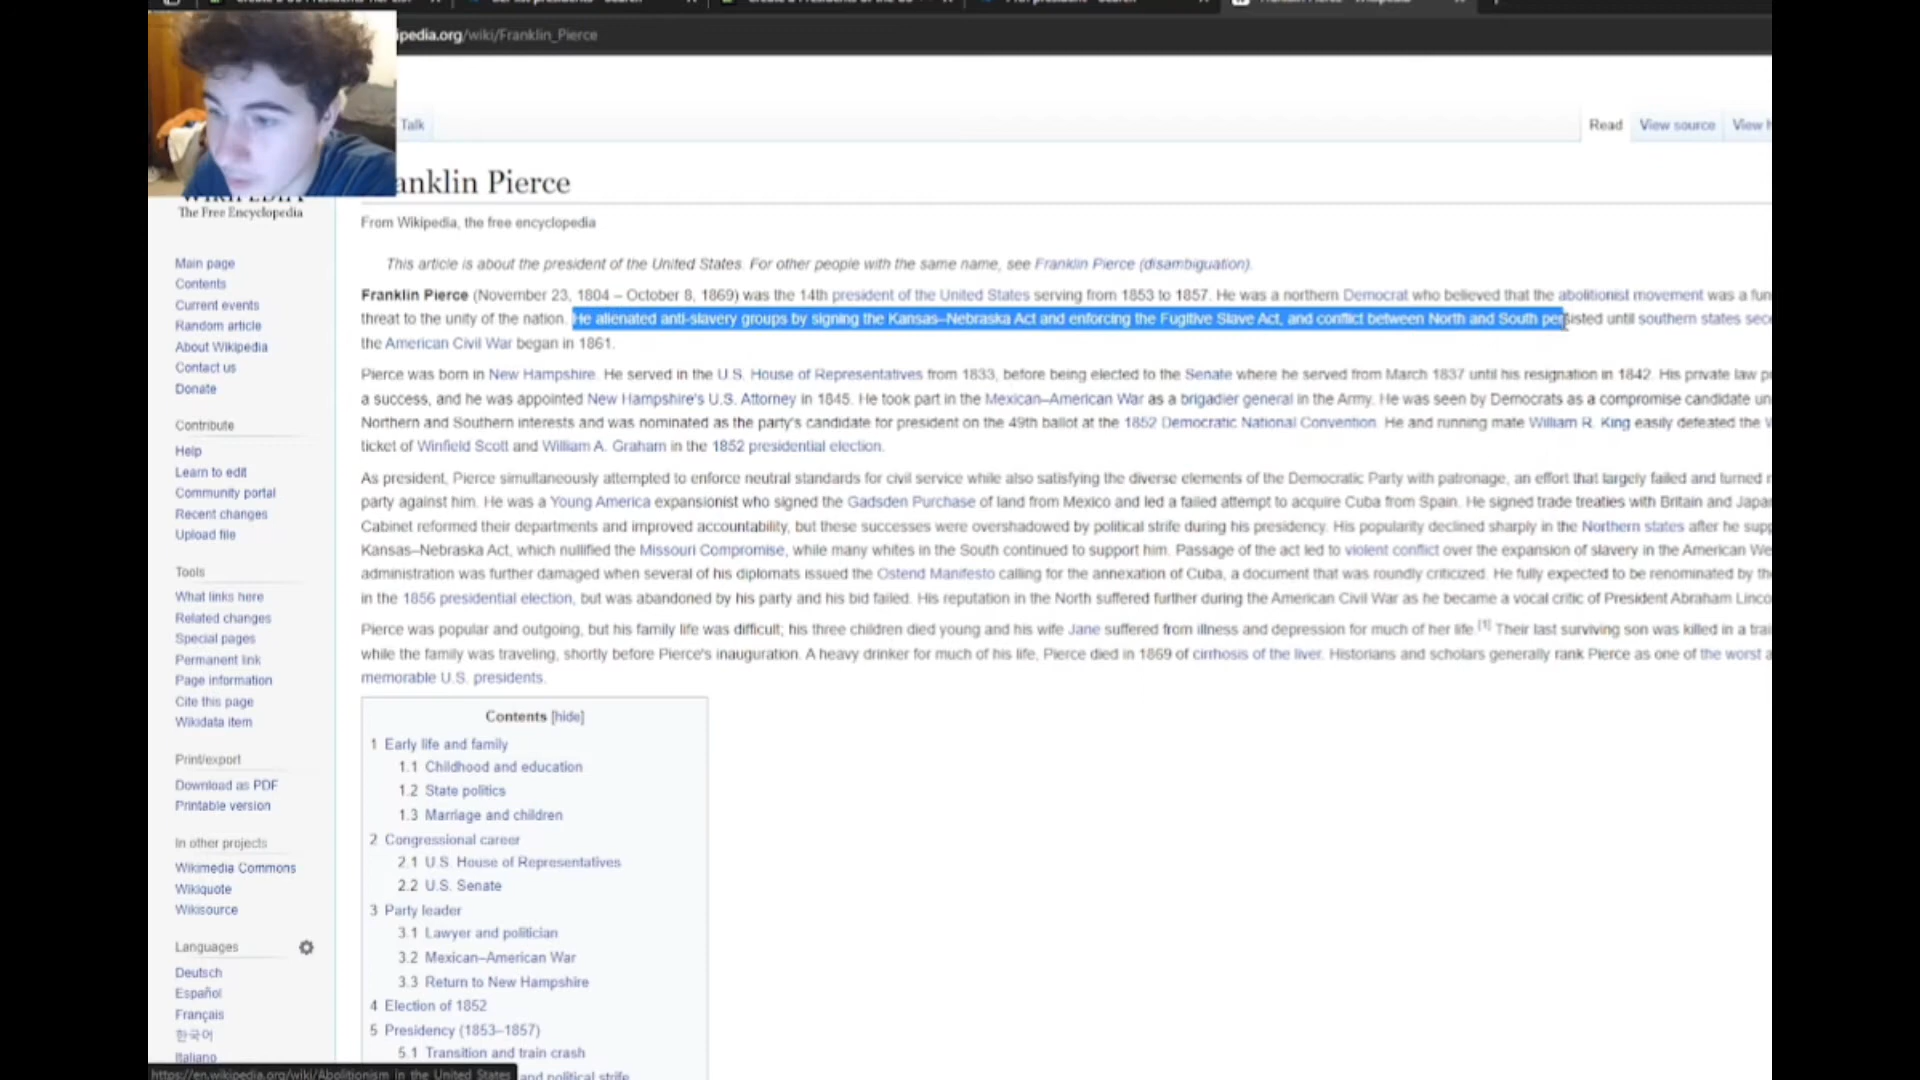 ipedia.org/wiki/Franklin_Pierce
Talk
Read View source View
anklin Pierce
The Free Encyclopedia
From Wikipedia, the free encyclopedia
This article is about the president of the United States. For other people with the same name, see Franklin Pierce (disambiguation).
Franklin Pierce (November 23, 1804 – October 8, 1869) was the 14th president of the United States serving from 1853 to 1857. He was a northern Democrat who believed that the abolitionist movement was a fun
threat to the unity of the nation. He alienated anti-slavery groups by signing the Kansas–Nebraska Act and enforcing the Fugitive Slave Act, and conflict between North and South persisted until southern states sec
the American Civil War began in 1861.
Pierce was born in New Hampshire. He served in the U.S. House of Representatives from 1833, before being elected to the Senate where he served from March 1837 until his resignation in 1842. His private law p
a success, and he was appointed New Hampshire's U.S. Attorney in 1845. He took part in the Mexican–American War as a brigadier general in the Army. He was seen by Democrats as a compromise candidate un
Northern and Southern interests and was nominated as the party's candidate for president on the 49th ballot at the 1852 Democratic National Convention. He and running mate William R. King easily defeated the
ticket of Winfield Scott and William A. Graham in the 1852 presidential election.
As president, Pierce simultaneously attempted to enforce neutral standards for civil service while also satisfying the diverse elements of the Democratic Party with patronage, an effort that largely failed and turned
party against him. He was a Young America expansionist who signed the Gadsden Purchase of land from Mexico and led a failed attempt to acquire Cuba from Spain. He signed trade treaties with Britain and Japa
Cabinet reformed their departments and improved accountability, but these successes were overshadowed by political strife during his presidency. His popularity declined sharply in the Northern states after he supp
Kansas–Nebraska Act, which nullified the Missouri Compromise, while many whites in the South continued to support him. Passage of the act led to violent conflict over the expansion of slavery in the American We
administration was further damaged when several of his diplomats issued the Ostend Manifesto calling for the annexation of Cuba, a document that was roundly criticized. He fully expected to be renominated by the
in the 1856 presidential election, but was abandoned by his party and his bid failed. His reputation in the North suffered further during the American Civil War as he became a vocal critic of President Abraham Linco
Pierce was popular and outgoing, but his family life was difficult; his three children died young and his wife Jane suffered from illness and depression for much of her life.[1] Their last surviving son was killed in a trai
while the family was traveling, shortly before Pierce's inauguration. A heavy drinker for much of his life, Pierce died in 1869 of cirrhosis of the liver. Historians and scholars generally rank Pierce as one of the worst a
memorable U.S. presidents.
Main page
Contents
Current events
Random article
About Wikipedia
Contact us
Donate
Contribute
Help
Learn to edit
Community portal
Recent changes
Upload file
Tools
What links here
Related changes
Special pages
Permanent link
Page information
Cite this page
Wikidata item
Print/export
Download as PDF
Printable version
In other projects
Wikimedia Commons
Wikiquote
Wikisource
Languages
Deutsch
Español
Français
한국어
Italiano
Contents [hide]
1 Early life and family
1.1 Childhood and education
1.2 State politics
1.3 Marriage and children
2 Congressional career
2.1 U.S. House of Representatives
2.2 U.S. Senate
3 Party leader
3.1 Lawyer and politician
3.2 Mexican–American War
3.3 Return to New Hampshire
4 Election of 1852
5 Presidency (1853–1857)
5.1 Transition and train crash
and political strife
https://en.wikipedia.org/wiki/Abolitionism_in_the_United_States